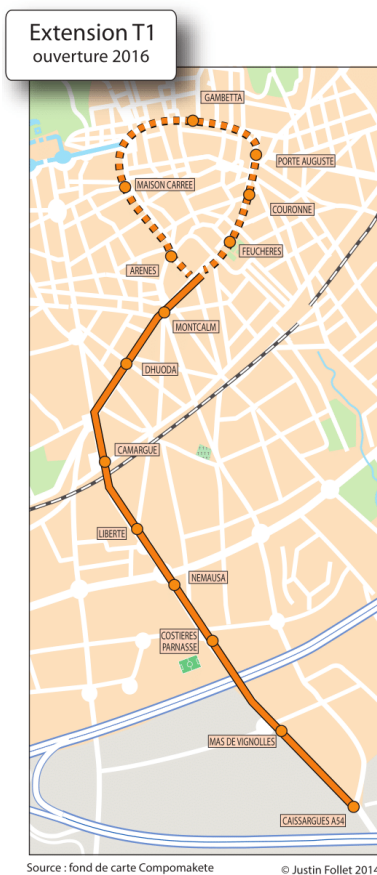 Extension T1
ouverture 2016
GAMBETTA
PORTE AUGUSTE
MAISON CARREE
COURONNE
FEUCHERES
ARENES
MONTCALM
DHUODA
CAMARGUE
LIBERTE
NEMAUSA
COSTIERES
PARNASSE
MAS DE VIGNOLLES
CAISSARGUES A54
Source : fond de carte Compomakete
© Justin Follet 2014